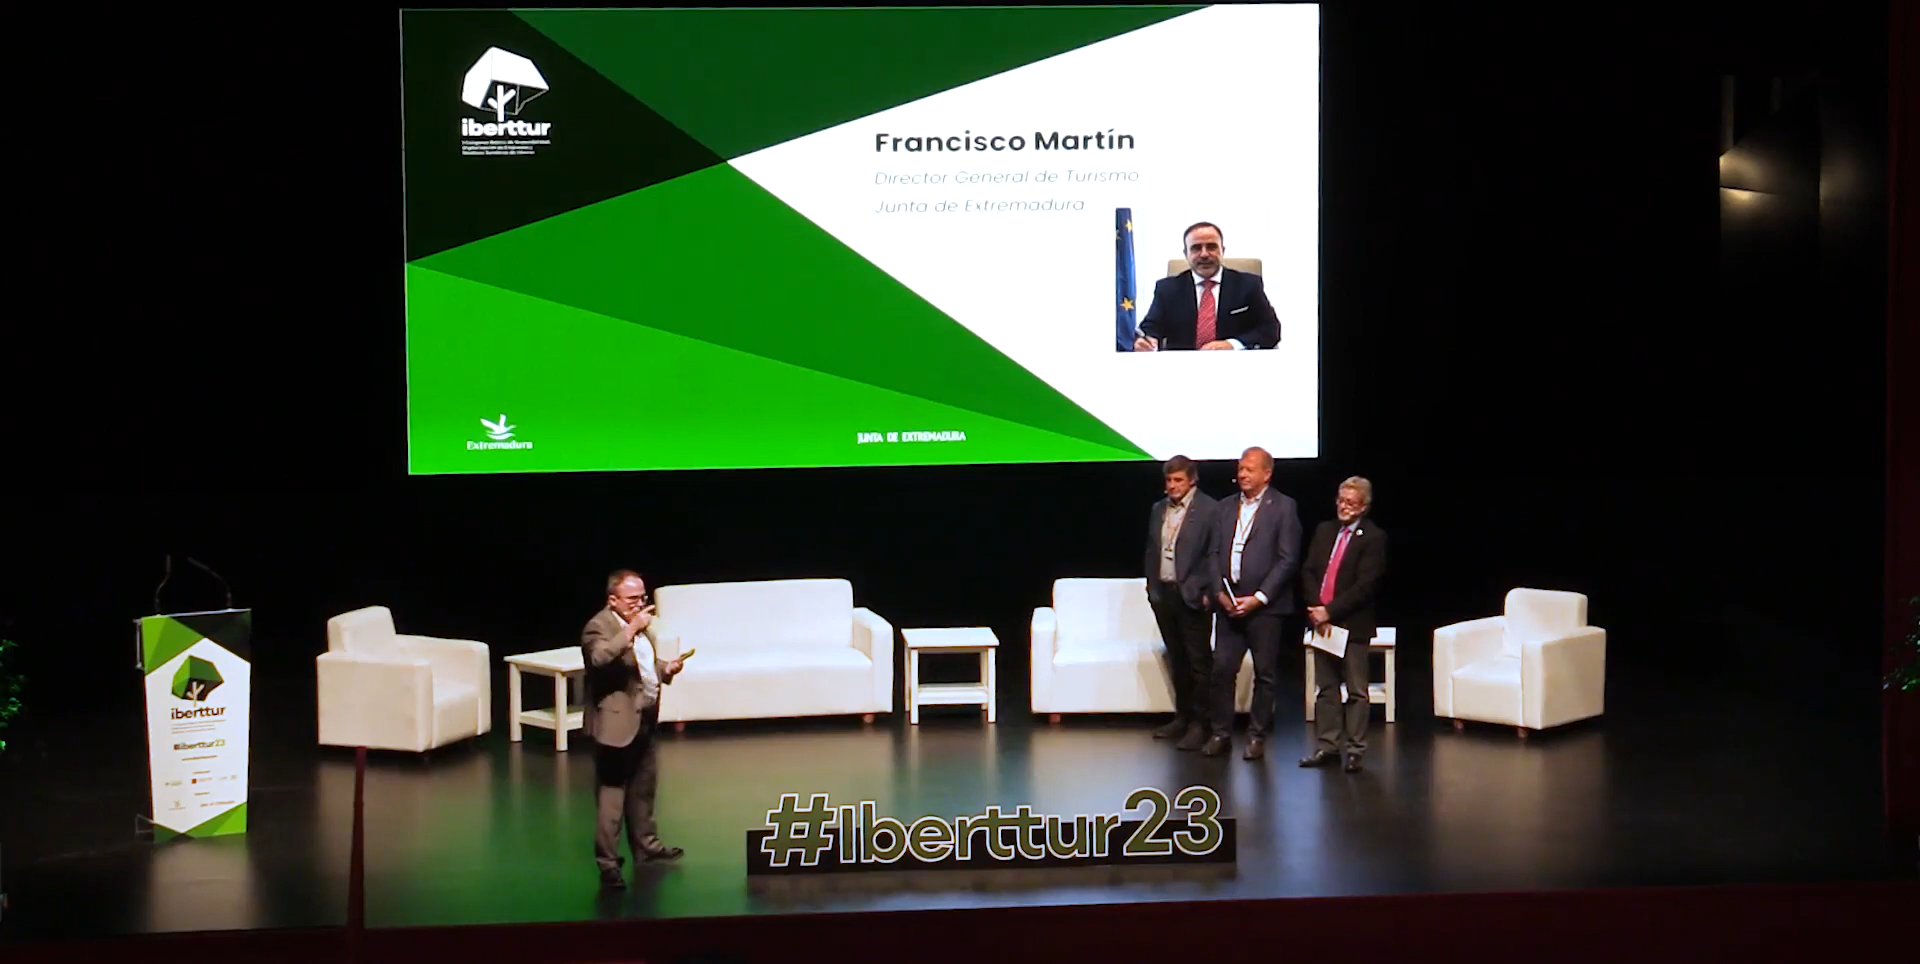 iberttur
Francisco Martín
Director General de Turismo
Junta de Extremadura
Extremadura
JUNTA DE EXTREMADURA
iberttur
#iberttur23
#Iberttur23